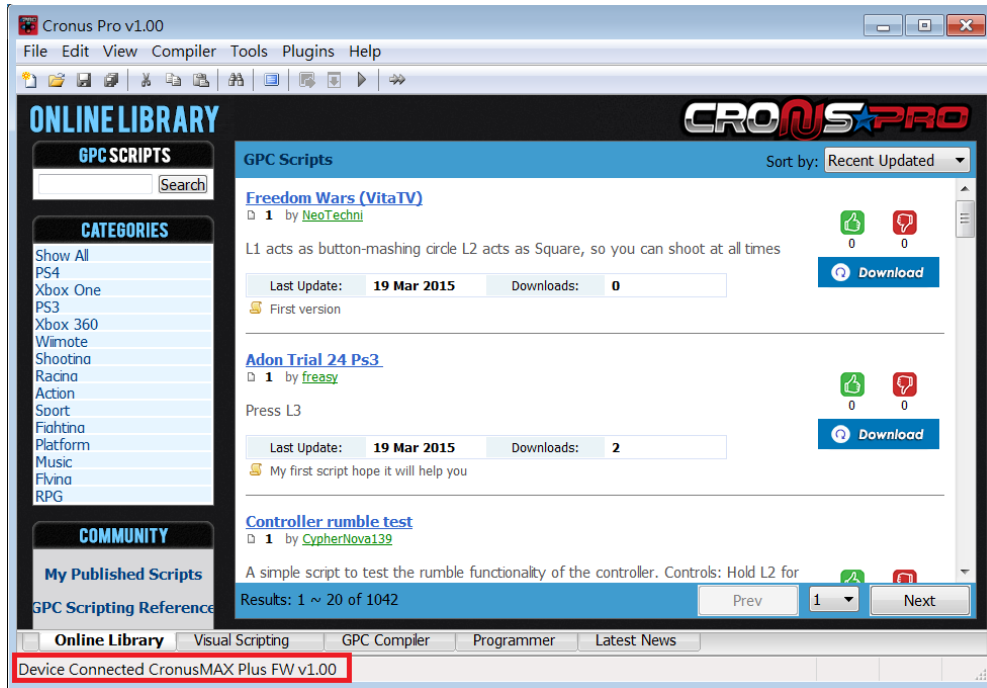 Cronus Pro v1.00
File Edit View Compiler Tools Plugins Help
ONLINE LIBRARY
CRONUS PRO
GPC SCRIPTS
Search
CATEGORIES
Show All
PS4
Xbox One
PS3
Xbox 360
Wiimote
Shooting
Racing
Action
Sport
Fighting
Platform
Music
Flying
RPG
COMMUNITY
My Published Scripts
GPC Scripting Reference
GPC Scripts
Sort by: Recent Updated
Freedom Wars (VitaTV)
1 by NeoTechni
L1 acts as button-mashing circle L2 acts as Square, so you can shoot at all times
0 0
Download
Last Update: 19 Mar 2015 Downloads: 0
First version
Adon Trial 24 Ps3
1 by freasy
Press L3
0 0
Download
Last Update: 19 Mar 2015 Downloads: 2
My first script hope it will help you
Controller rumble test
1 by CypherNova139
A simple script to test the rumble functionality of the controller. Controls: Hold L2 for
Results: 1 ~ 20 of 1042
Prev 1 Next
Online Library Visual Scripting GPC Compiler Programmer Latest News
Device Connected CronusMAX Plus FW v1.00